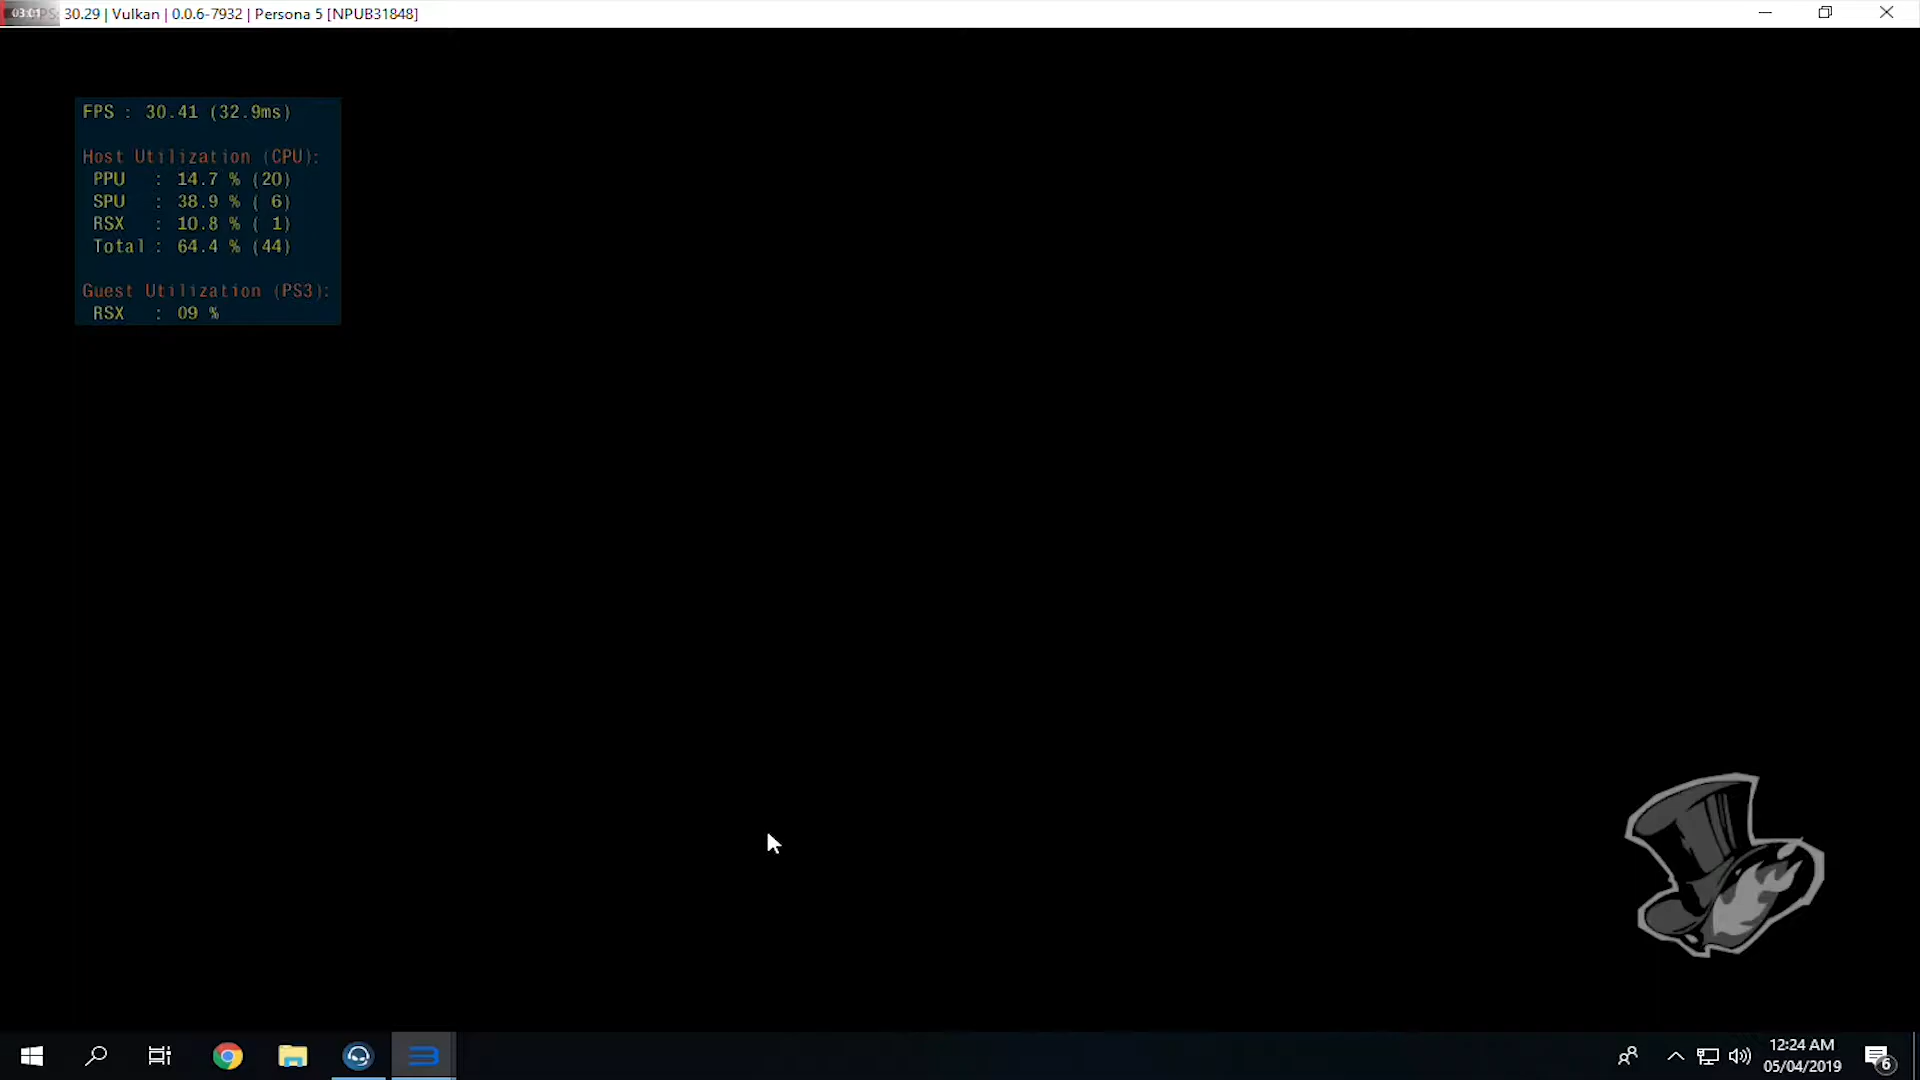 03:01 30.29 | Vulkan | 0.0.6-7932 | Persona 5 [NPUB31848]
FPS : 30.41 (32.9ms)
Host Utilization (CPU):
PPU : 14.7 % (20)
SPU : 38.9 % ( 6)
RSX : 10.8 % ( 1)
Total : 64.4 % (44)
Guest Utilization (PS3):
RSX : 09 %
12:24 AM
05/04/2019
6